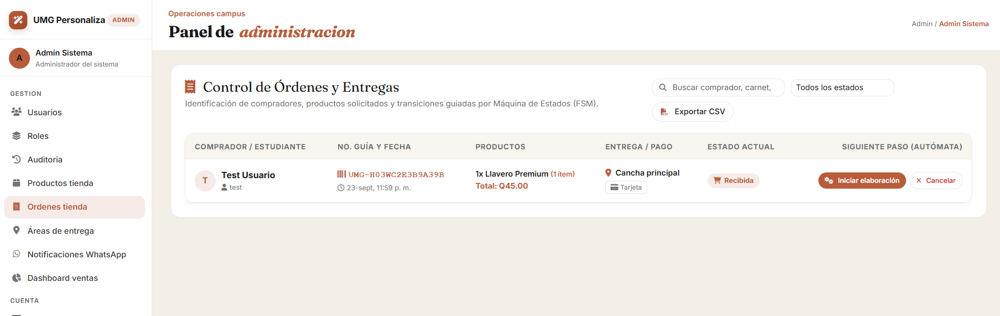 UMG Personaliza ADMIN
Admin Sistema
Administrador del sistema
GESTION
Usuarios
Roles
Auditoria
Productos tienda
Ordenes tienda
Áreas de entrega
Notificaciones WhatsApp
Dashboard ventas
CUENTA
Operaciones campus
Panel de administracion
Admin / Admin Sistema
Control de Órdenes y Entregas
Identificación de compradores, productos solicitados y transiciones guiadas por Máquina de Estados (FSM).
Buscar comprador, carnet,
Todos los estados
Exportar CSV
COMPRADOR / ESTUDIANTE NO. GUÍA Y FECHA PRODUCTOS ENTREGA / PAGO ESTADO ACTUAL SIGUIENTE PASO (AUTÓMATA)
T
Test Usuario
test
UMG-H03WC2E3B9A39B
23-sept, 11:59 p. m.
1x Llavero Premium (1 ítem)
Total: Q45.00
Cancha principal
Tarjeta
Recibida
Iniciar elaboración
Cancelar
A